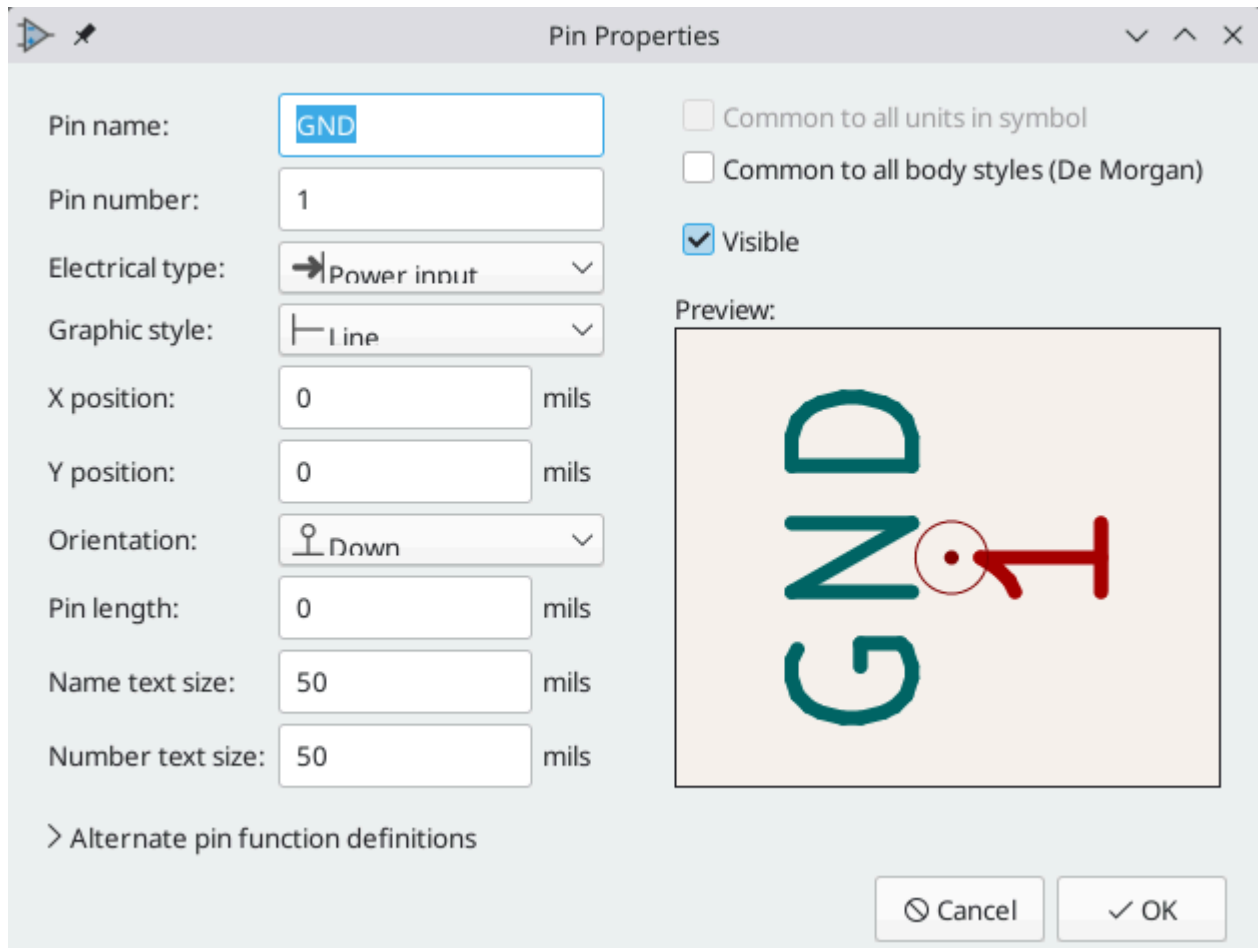 Pin Properties
Pin name: GND
Common to all units in symbol
Common to all body styles (De Morgan)
Pin number: 1
Visible
Electrical type: Power input
Preview:
Graphic style: Line
X position: 0 mils
Y position: 0 mils
Orientation: Down
Pin length: 0 mils
Name text size: 50 mils
Number text size: 50 mils
GND
1
Alternate pin function definitions
Cancel
OK